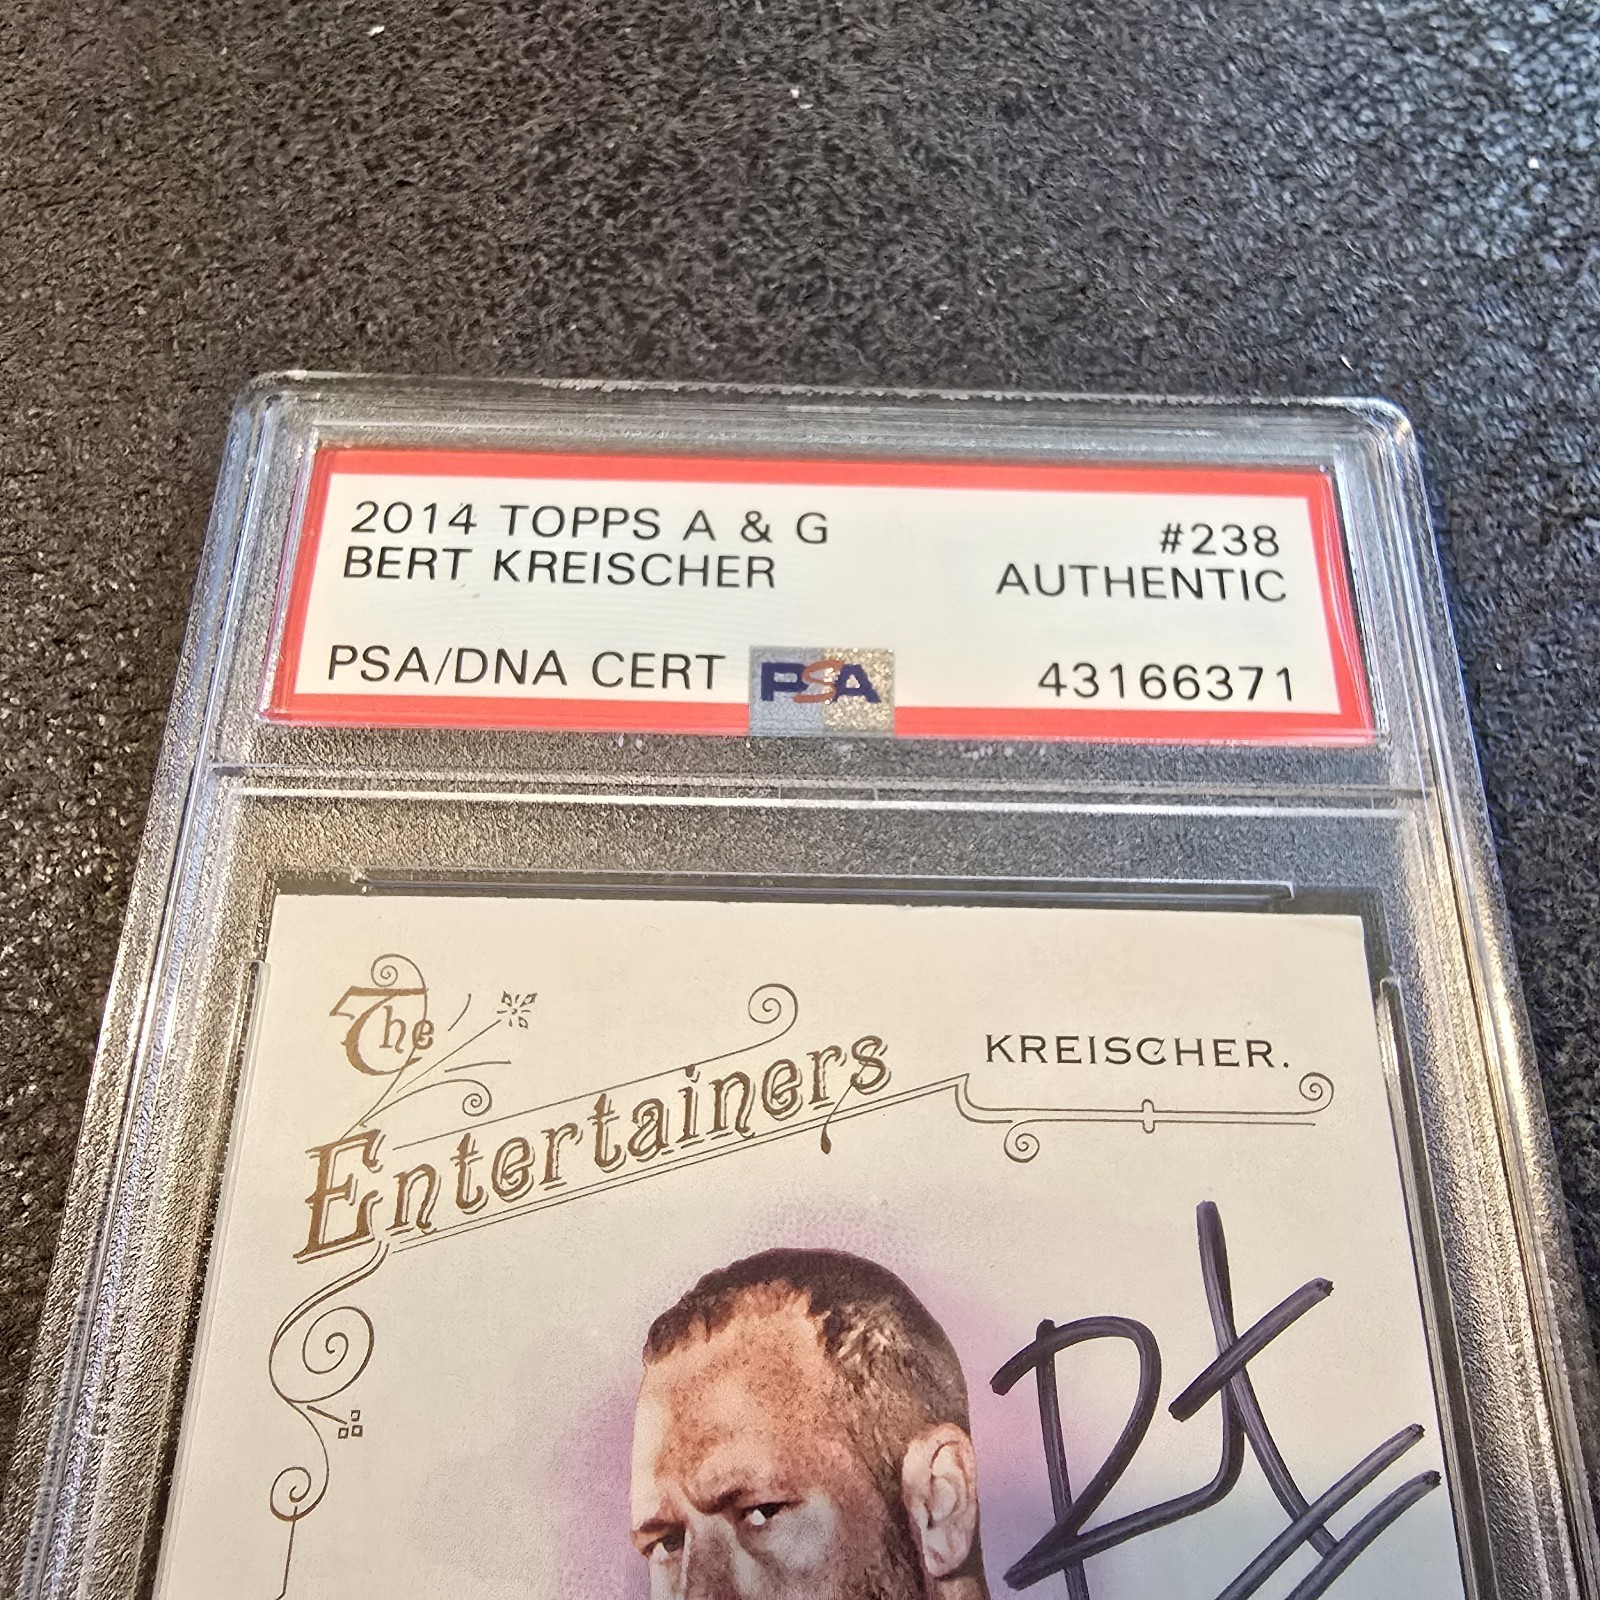 2014 TOPPS A & G #238
BERT KREISCHER AUTHENTIC
PSA/DNA CERT PSA 43166371
The
Entertainers
KREISCHER.